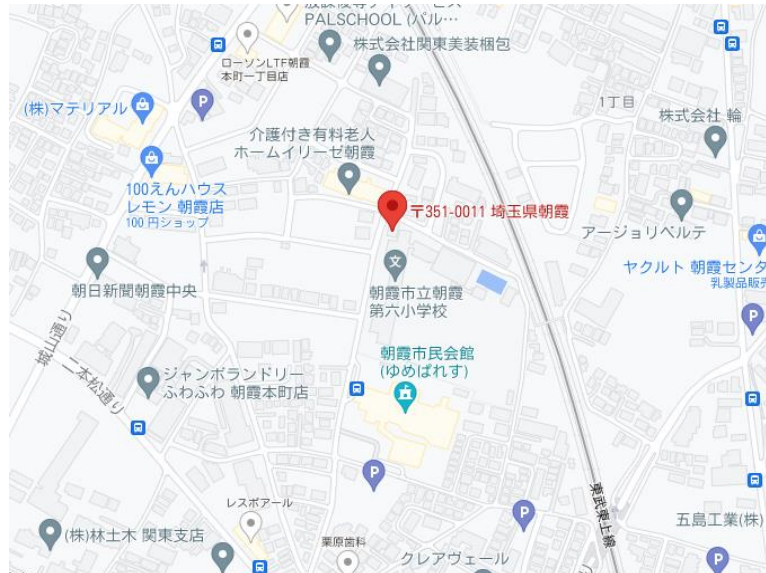 PALSCHOOL (パル…
株式会社関東美装梱包
ローソンLTF朝霞
本町一丁目店
(株)マテリアル
P
1丁目
株式会社 輪
介護付き有料老人
ホームイリーゼ朝霞
100えんハウス
レモン 朝霞店
100 円ショップ
〒351-0011 埼玉県朝霞
アージョリベルテ
文
朝霞市立朝霞
第六小学校
ヤクルト 朝霞センタ
乳製品販売
朝日新聞朝霞中央
P
城山通り
二本松通り
朝霞市民会館
(ゆめぱれす)
ジャンボランドリー
ふわふわ 朝霞本町店
P
レスポアール
P
東武東上線
五島工業(株)
(株)林土木 関東支店
栗原歯科
クレアヴェール
P